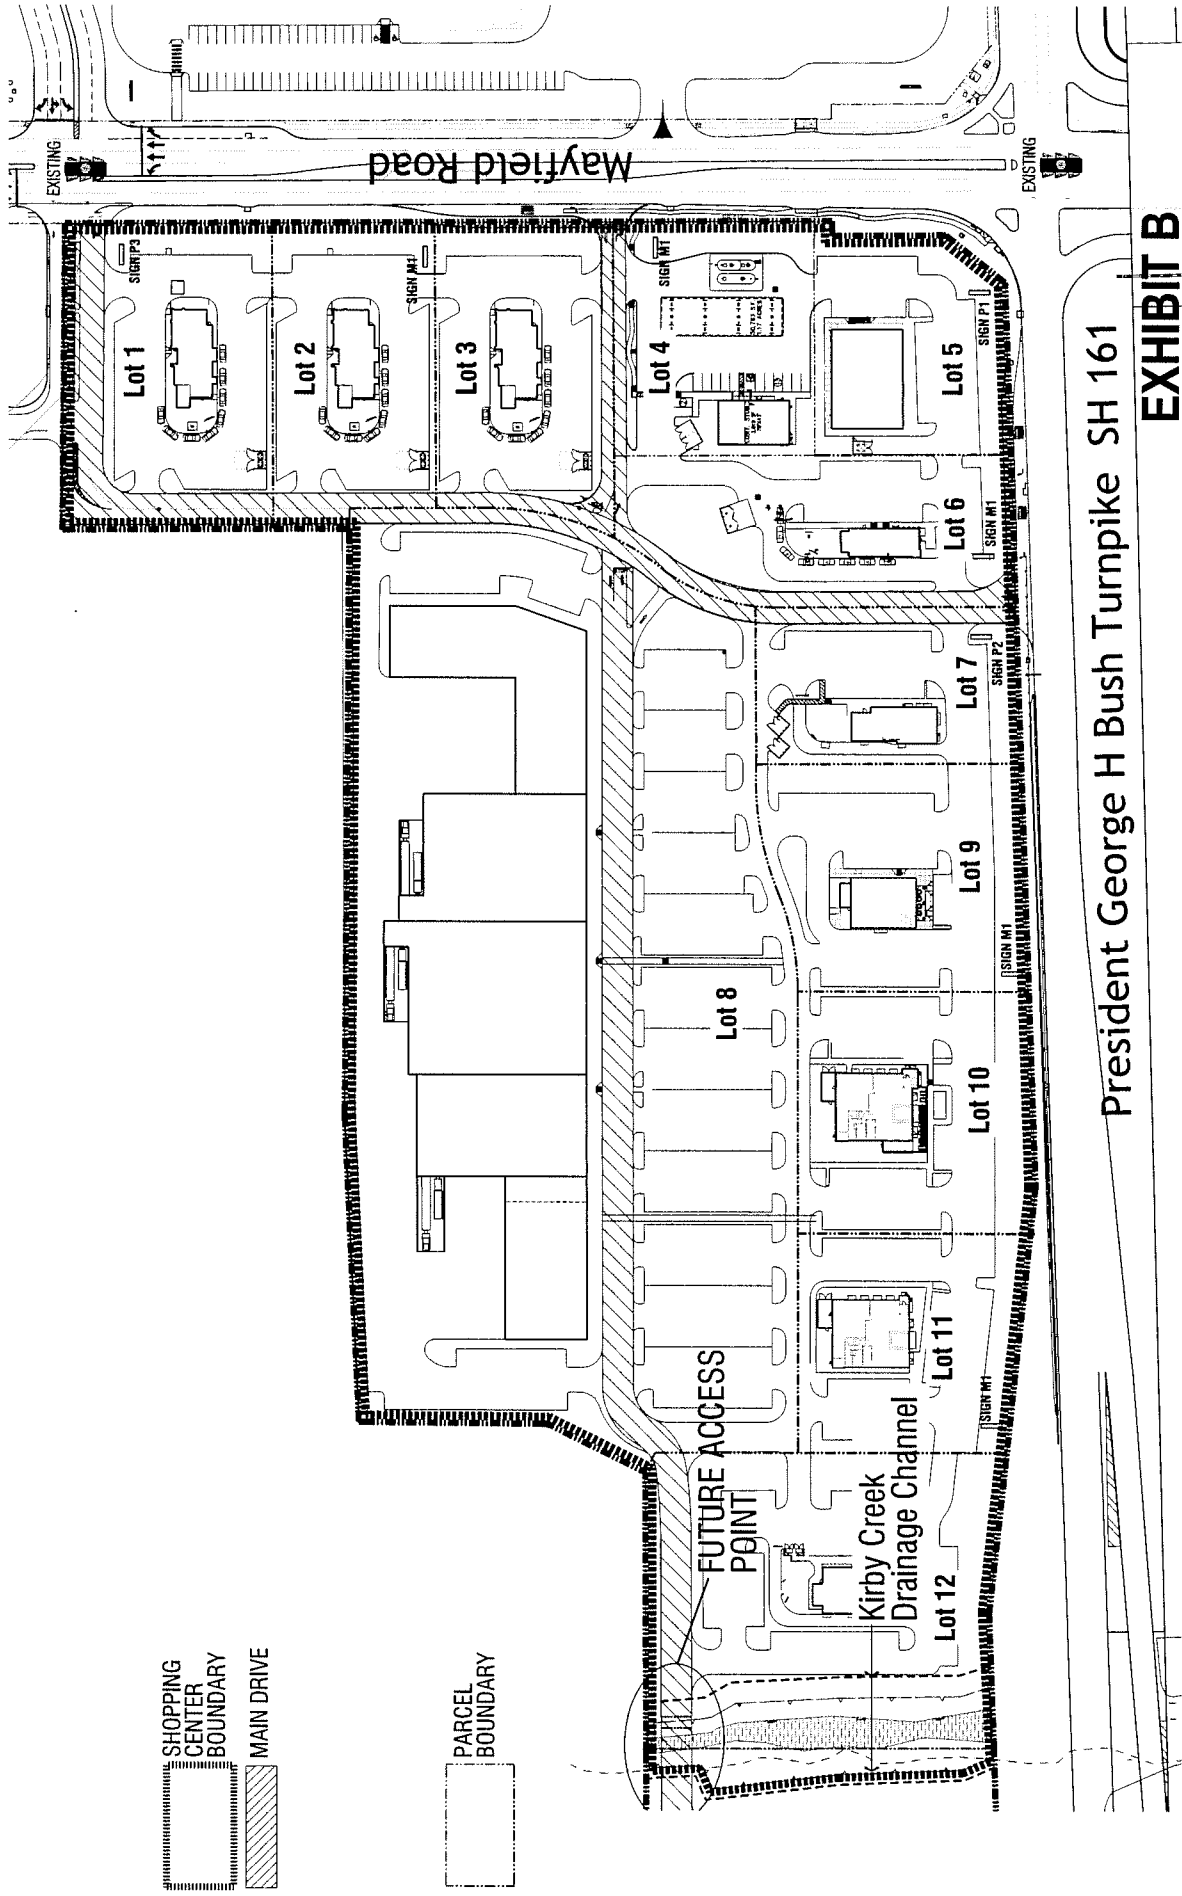 EXISTING
Mayfield Road
EXISTING
SIGN P3
SIGN M1
SIGN M1
Lot 1
Lot 2
Lot 3
Lot 4
Lot 5
SIGN P1
Lot 6
SIGN M1
Lot 7
SIGN P2
Lot 8
Lot 9
SIGN M1
Lot 10
Lot 11
SIGN M1
FUTURE ACCESS
POINT
Kirby Creek
Drainage Channel
Lot 12
President George H Bush Turnpike SH 161
EXHIBIT B
SHOPPING
CENTER
BOUNDARY
MAIN DRIVE
PARCEL
BOUNDARY